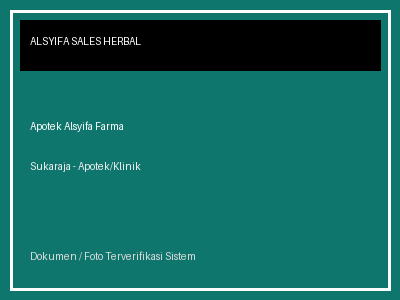 ALSYIFA SALES HERBAL
Apotek Alsyifa Farma
Sukaraja - Apotek/Klinik
Dokumen / Foto Terverifikasi Sistem